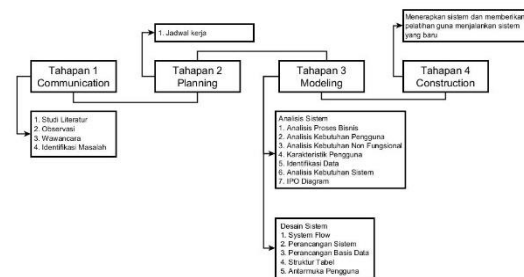 Menerapkan sistem dan memberikan
pelatihan guna menjalankan sistem
yang baru
1. Jadwal kerja
Tahapan 1
Communication
Tahapan 2
Planning
Tahapan 3
Modeling
Tahapan 4
Construction
1. Studi Literatur
2. Observasi
3. Wawancara
4. Identifikasi Masalah
Analisis Sistem
1. Analisis Proses Bisnis
2. Analisis Kebutuhan Pengguna
3. Analisis Kebutuhan Non Fungsional
4. Karakteristik Pengguna
5. Identifikasi Data
6. Analisis Kebutuhan Sistem
7. IPO Diagram
Desain Sistem
1. System Flow
2. Perancangan Sistem
3. Perancangan Basis Data
4. Struktur Tabel
5. Antarmuka Pengguna